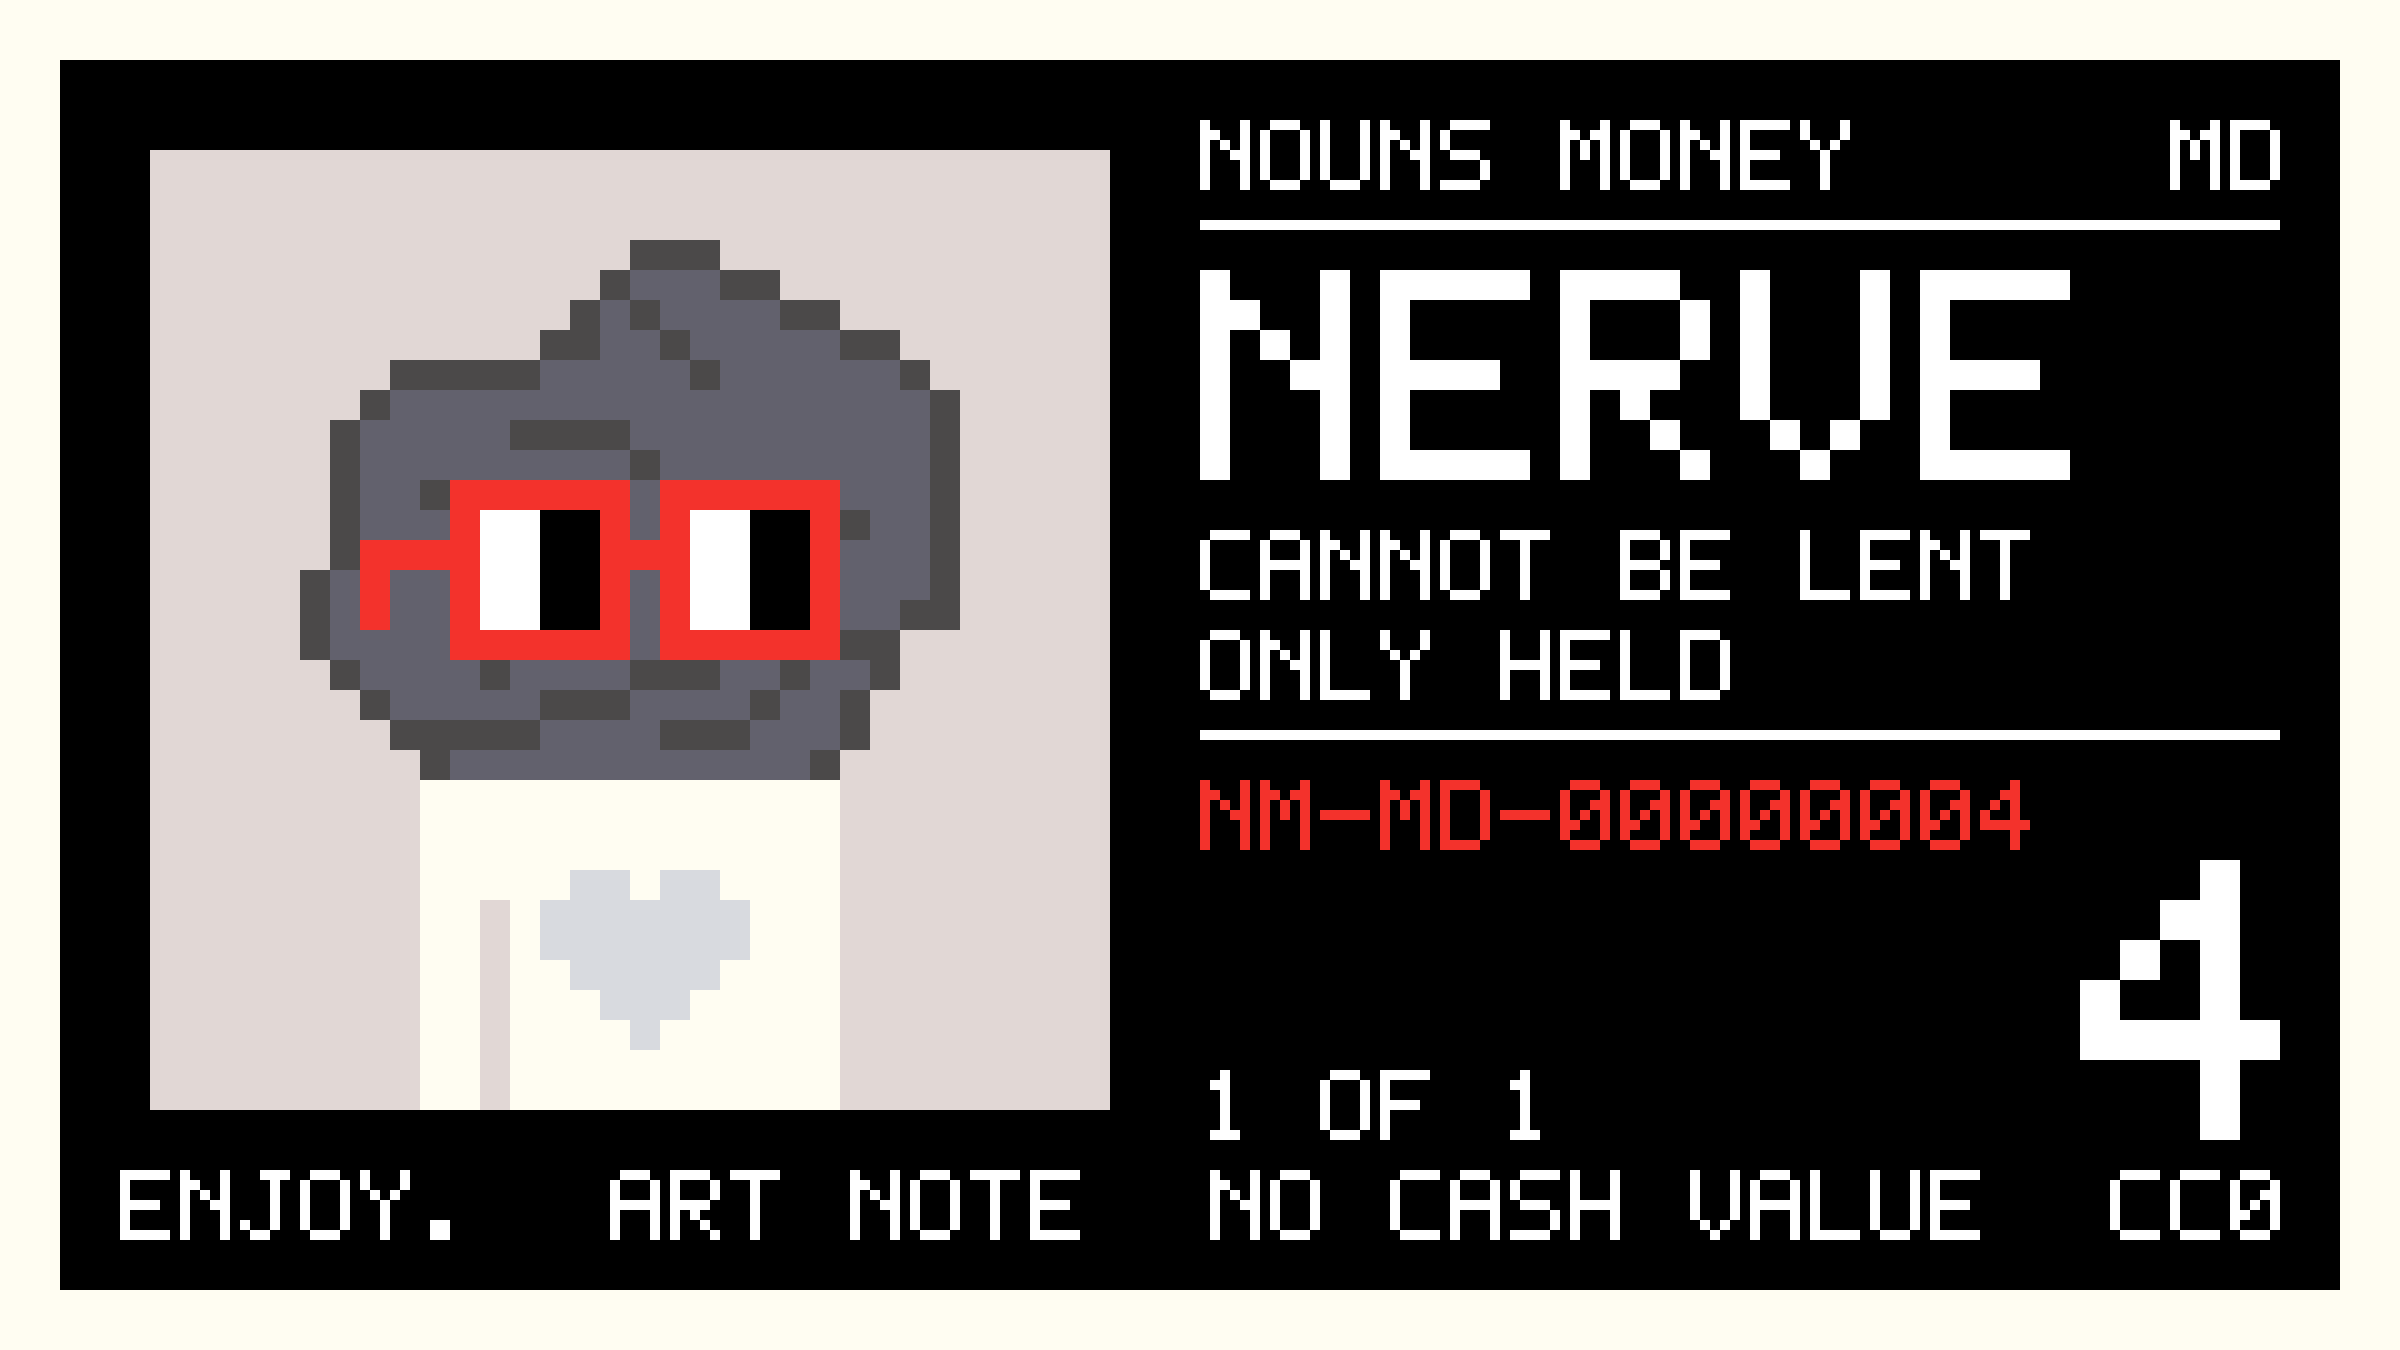 NOUNS MONEY MD
NERVE
CANNOT BE LENT
ONLY HELD
NM-MD-00000004
4
1 OF 1
ENJOY. ART NOTE NO CASH VALUE CC0